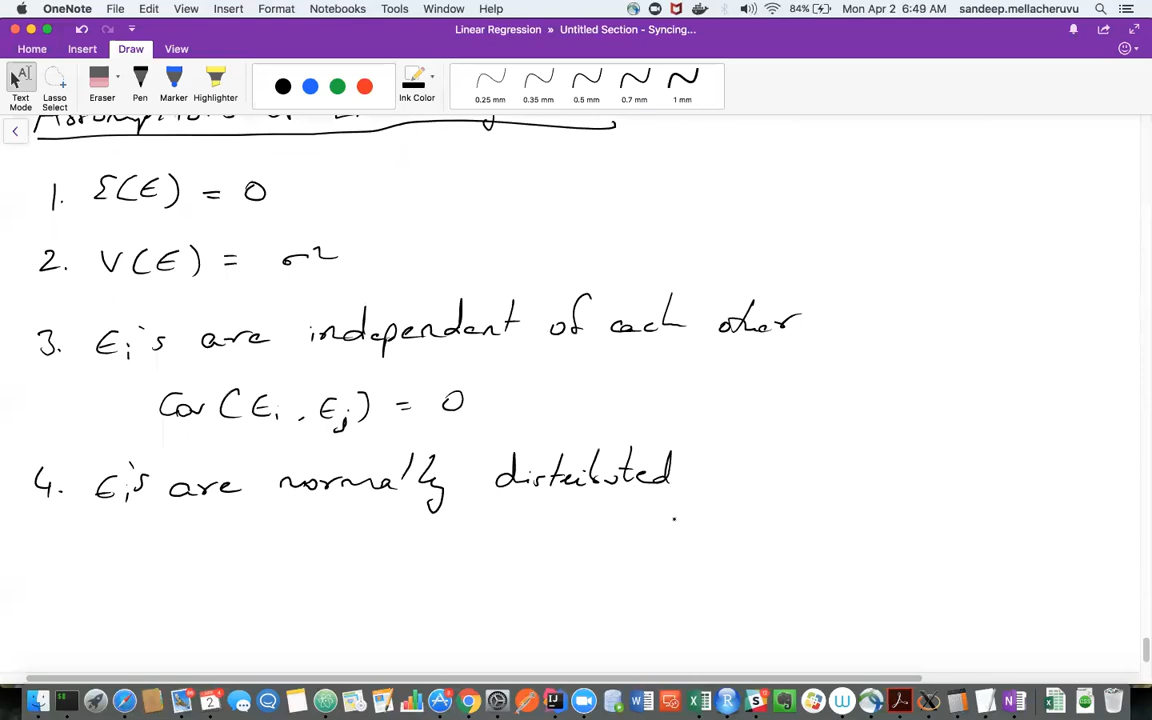 OneNote File Edit View Insert Format Notebooks Tools Window Help 84% Mon Apr 2 6:49 AM sandeep.mellacheruvu
Linear Regression » Untitled Section - Syncing...
Home Insert Draw View
Text Mode Lasso Select Eraser Pen Marker Highlighter Ink Color 0.25 mm 0.35 mm 0.5 mm 0.7 mm 1 mm
Assumptions of
1. Σ(ϵ) = 0
2. V(ϵ) = σ²
3. ϵᵢ's are independent of each other
Cov(ϵᵢ, ϵⱼ) = 0
4. ϵᵢ's are normally distributed